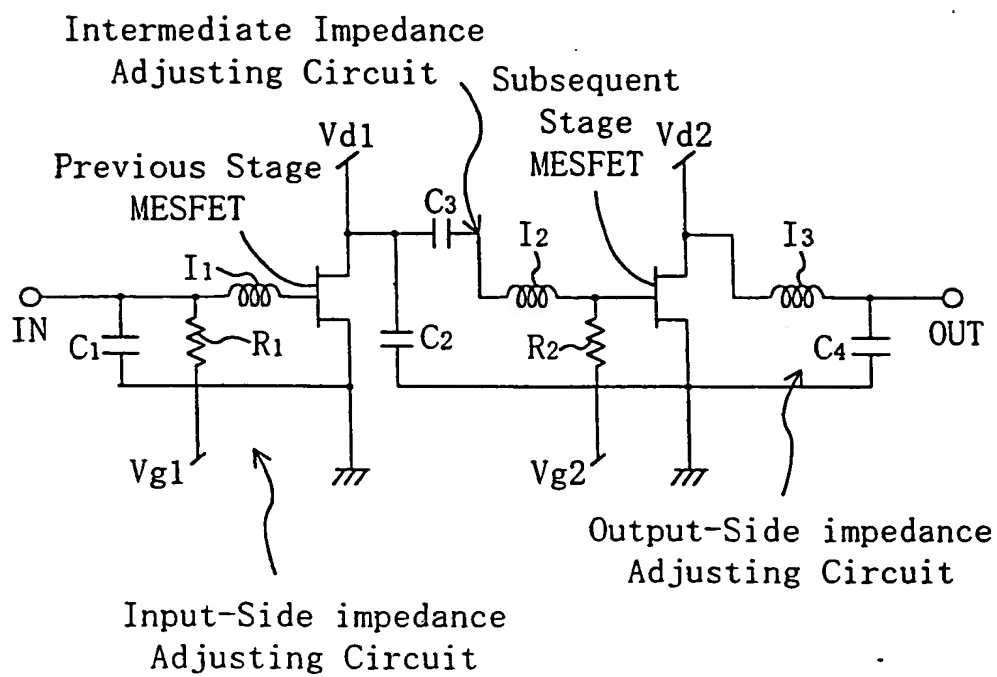 Intermediate Impedance
Adjusting Circuit
Subsequent
Stage
MESFET
Vd1
Vd2
Previous Stage
MESFET
C3
I1
I2
I3
IN
OUT
C1
R1
C2
R2
C4
Vg1
Vg2
Output-Side impedance
Adjusting Circuit
Input-Side impedance
Adjusting Circuit